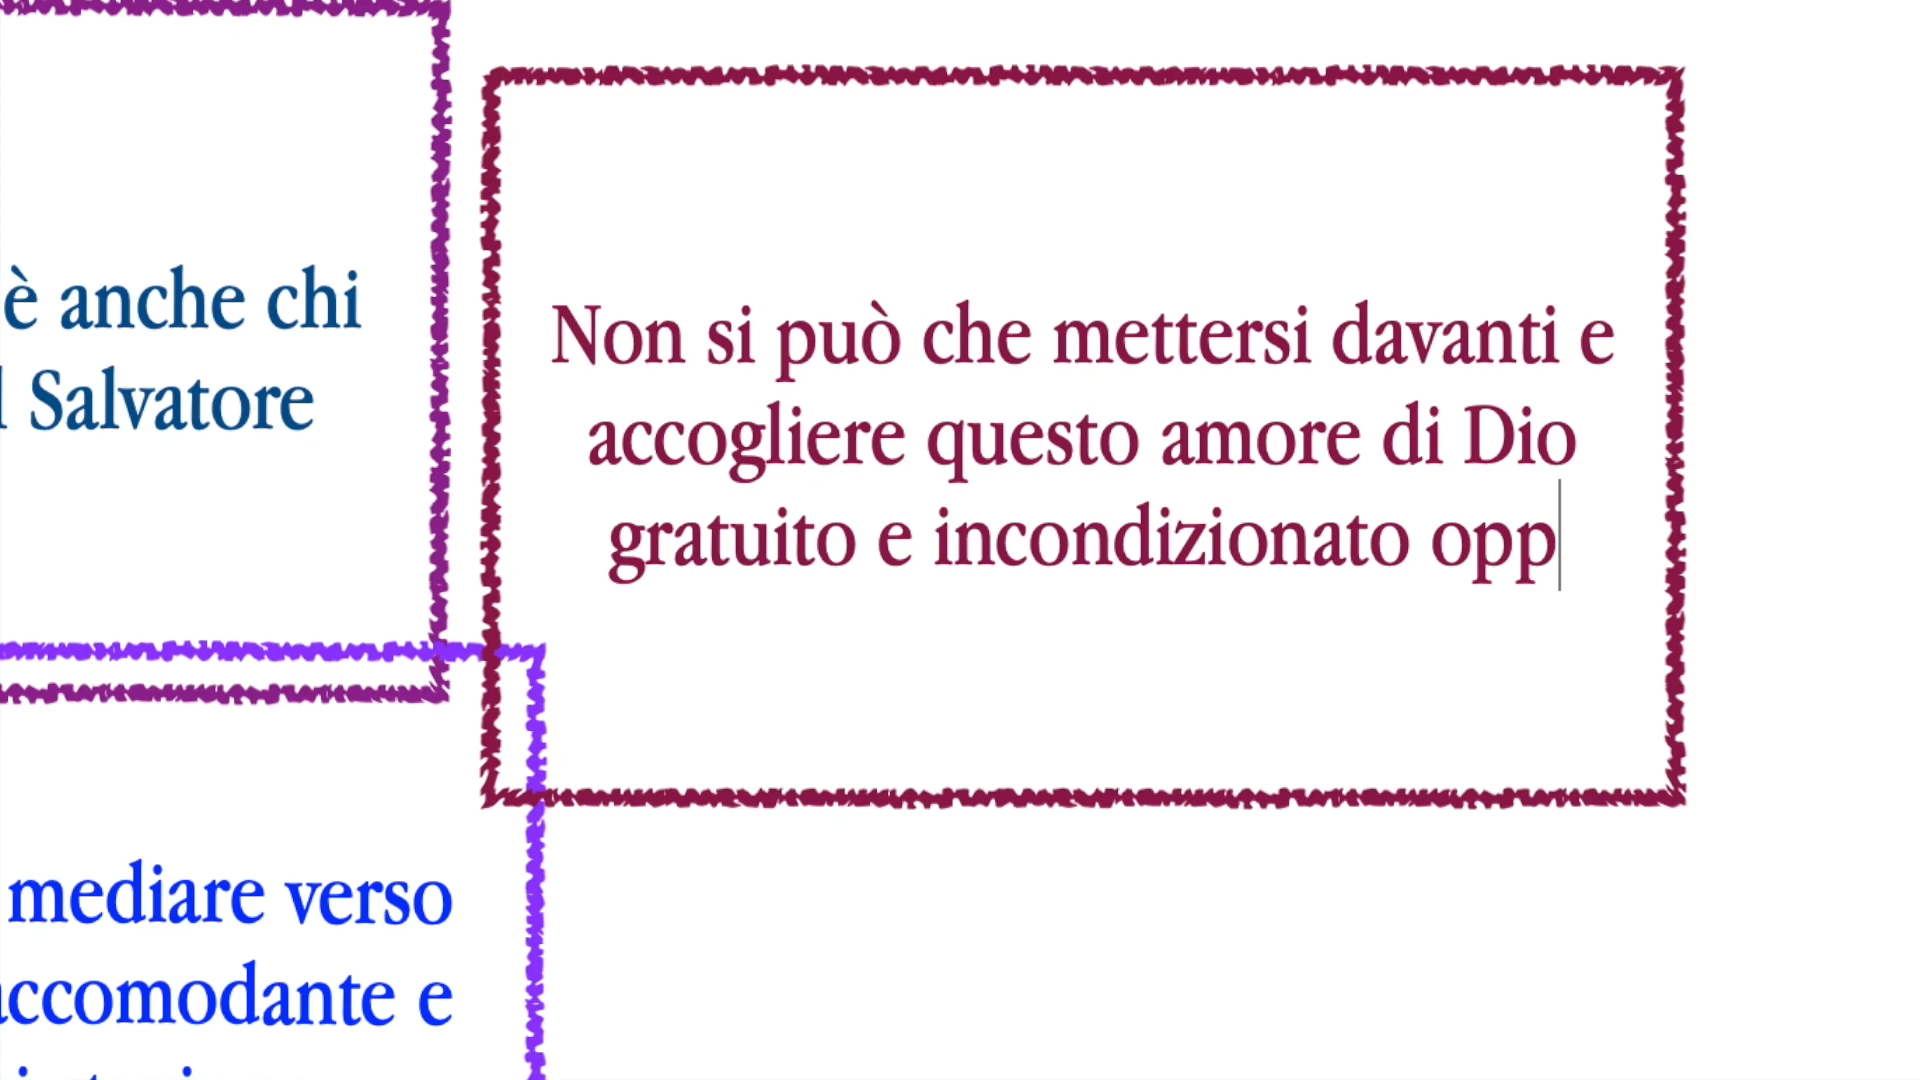 è anche chi
Salvatore
Non si può che mettersi davanti e
accogliere questo amore di Dio
gratuito e incondizionato opp
mediare verso
accomodante e